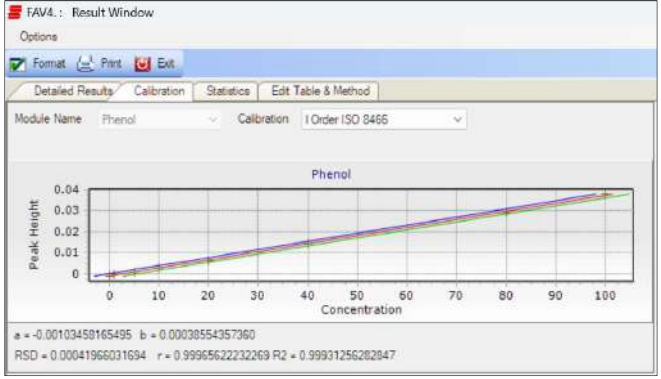 FAV4. : Result Window
Options
Format Print Exit
Detailed Results Calibration Statistics Edit Table & Method
Module Name Phenol Calibration I Order ISO 8466
Phenol
0.04
0.03
0.02
0.01
0
Peak Height
0 10 20 30 40 50 60 70 80 90 100
Concentration
a = -0.00103458165495 b = 0.00038554357360
RSD = 0.00041966031694 r = 0.99965622232269 R2 = 0.99931256282847